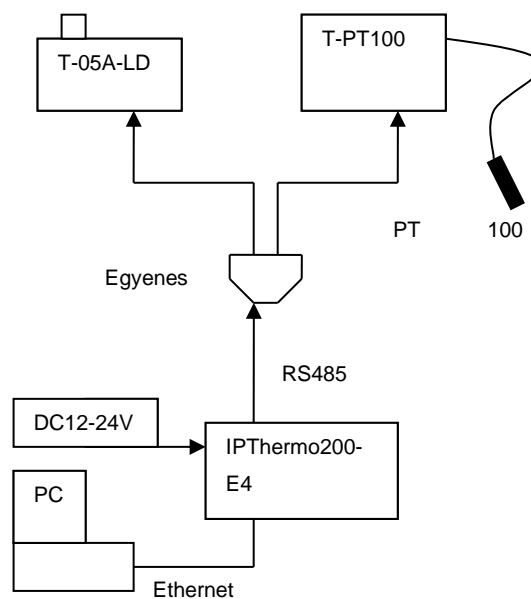 T-05A-LD
T-PT100
PT 100
Egyenes
RS485
DC12-24V
IPThermo200-
E4
PC
Ethernet